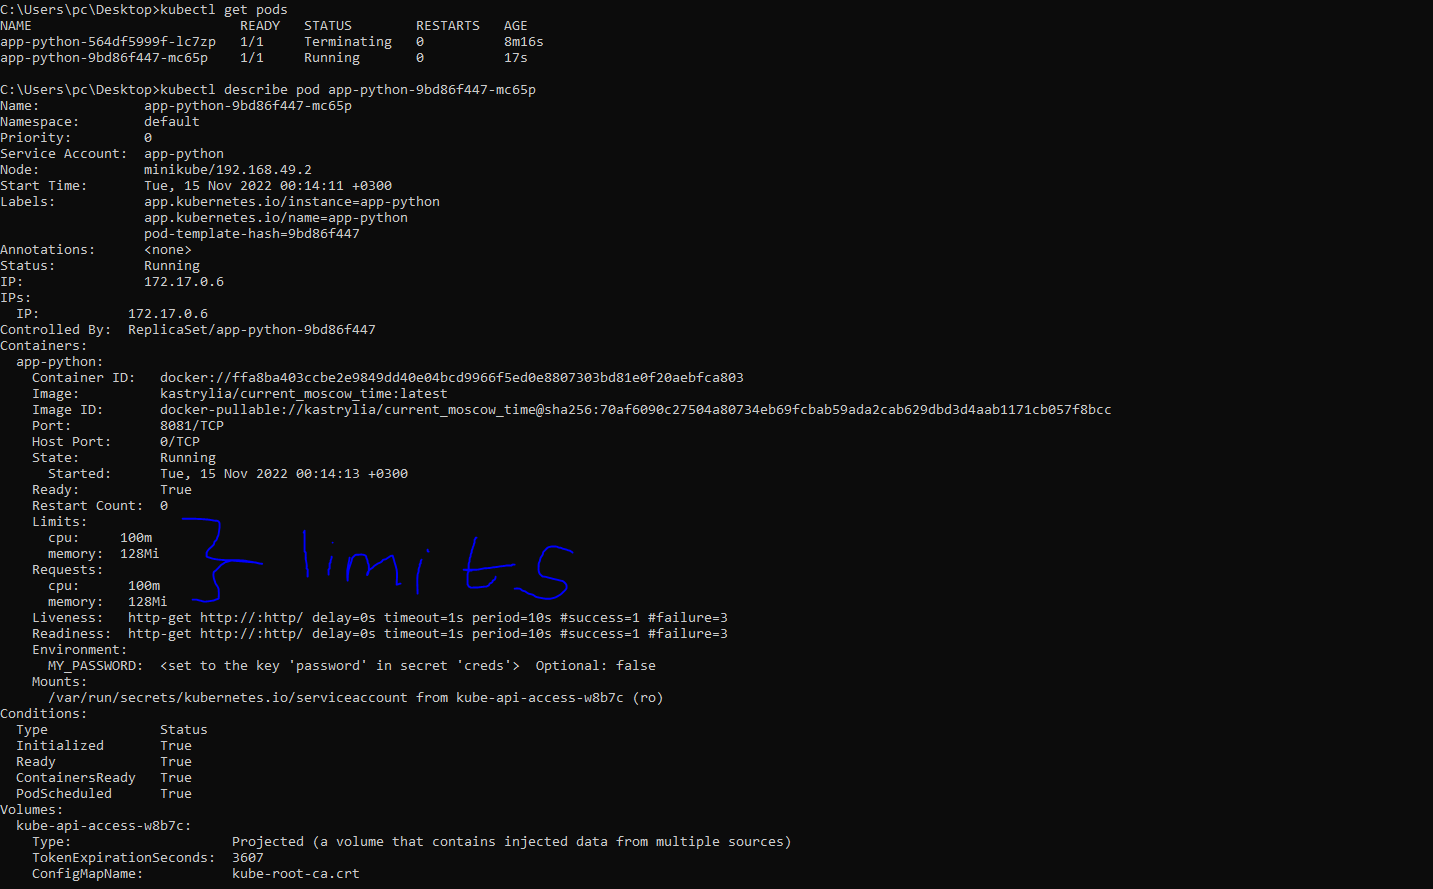 C:\Users\pc\Desktop>kubectl get pods
NAME                          READY   STATUS        RESTARTS   AGE
app-python-564df5999f-lc7zp   1/1     Terminating   0          8m16s
app-python-9bd86f447-mc65p    1/1     Running       0          17s
C:\Users\pc\Desktop>kubectl describe pod app-python-9bd86f447-mc65p
Name:             app-python-9bd86f447-mc65p
Namespace:        default
Priority:         0
Service Account:  app-python
Node:             minikube/192.168.49.2
Start Time:       Tue, 15 Nov 2022 00:14:11 +0300
Labels:           app.kubernetes.io/instance=app-python
                  app.kubernetes.io/name=app-python
                  pod-template-hash=9bd86f447
Annotations:      <none>
Status:           Running
IP:               172.17.0.6
IPs:
  IP:           172.17.0.6
Controlled By:  ReplicaSet/app-python-9bd86f447
Containers:
  app-python:
    Container ID:   docker://ffa8ba403ccbe2e9849dd40e04bcd9966f5ed0e8807303bd81e0f20aebfca803
    Image:          kastrylia/current_moscow_time:latest
    Image ID:       docker-pullable://kastrylia/current_moscow_time@sha256:70af6090c27504a80734eb69fcbab59ada2cab629dbd3d4aab1171cb057f8bcc
    Port:           8081/TCP
    Host Port:      0/TCP
    State:          Running
      Started:      Tue, 15 Nov 2022 00:14:13 +0300
    Ready:          True
    Restart Count:  0
    Limits:
      cpu:     100m
      memory:  128Mi
limits
    Requests:
      cpu:      100m
      memory:   128Mi
    Liveness:   http-get http://:http/ delay=0s timeout=1s period=10s #success=1 #failure=3
    Readiness:  http-get http://:http/ delay=0s timeout=1s period=10s #success=1 #failure=3
    Environment:
      MY_PASSWORD:  <set to the key 'password' in secret 'creds'>  Optional: false
    Mounts:
      /var/run/secrets/kubernetes.io/serviceaccount from kube-api-access-w8b7c (ro)
Conditions:
  Type              Status
  Initialized       True
  Ready             True
  ContainersReady   True
  PodScheduled      True
Volumes:
  kube-api-access-w8b7c:
    Type:                    Projected (a volume that contains injected data from multiple sources)
    TokenExpirationSeconds:  3607
    ConfigMapName:           kube-root-ca.crt